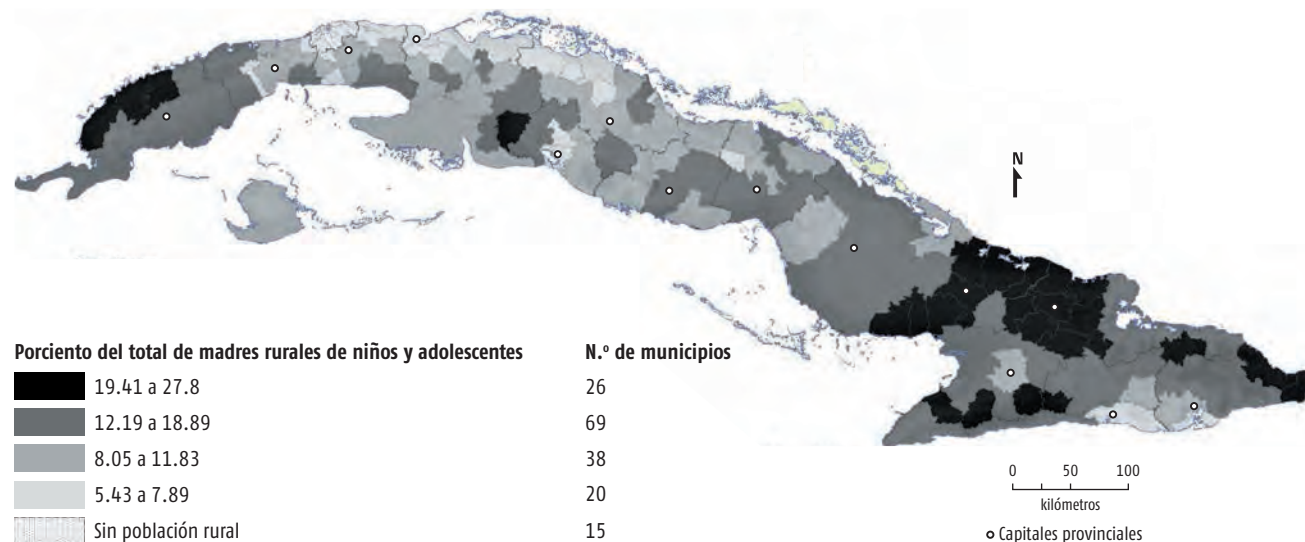 N
Porciento del total de madres rurales de niños y adolescentes N.º de municipios
19.41 a 27.8 26
12.19 a 18.89 69
8.05 a 11.83 38
5.43 a 7.89 20
Sin población rural 15
0 50 100
kilómetros
Capitales provinciales